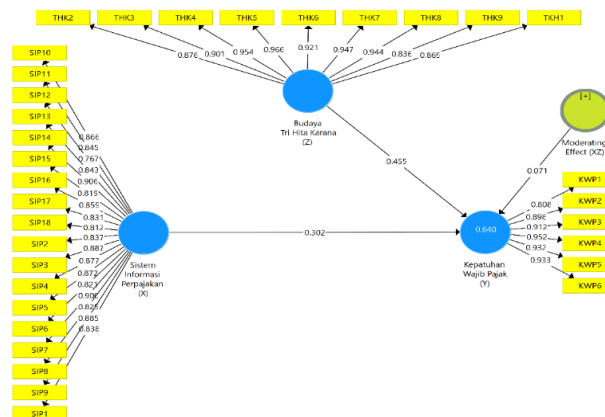 THK2 THK3 THK4 THK5 THK6 THK7 THK8 THK9 TKH1
0.876 0.901 0.954 0.966 0.921 0.947 0.944 0.836 0.869
Budaya
Tri Hita Karana
(Z)
[+]
Moderating
Effect (XZ)
0.455
0.071
SIP10
SIP11
SIP12
SIP13
SIP14
SIP15
SIP16
SIP17
SIP18
SIP2
SIP3
SIP4
SIP5
SIP6
SIP7
SIP8
SIP9
SIP1
0.866
0.845
0.767
0.843
0.906
0.819
0.859
0.831
0.812
0.837
0.887
0.877
0.872
0.821
0.906
0.825
0.885
0.838
Sistem
Informasi
Perpajakan
(X)
0.302
0.640
Kepatuhan
Wajib Pajak
(Y)
0.808
0.898
0.912
0.952
0.932
0.933
KWP1
KWP2
KWP3
KWP4
KWP5
KWP6